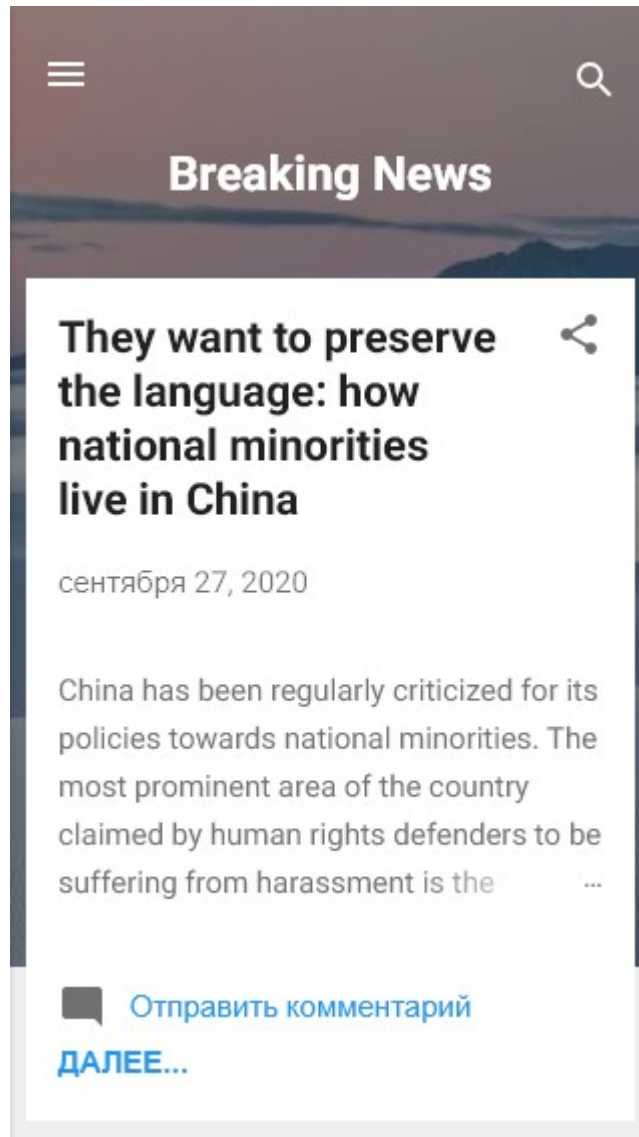 Breaking News
They want to preserve
the language: how
national minorities
live in China
сентября 27, 2020
China has been regularly criticized for its
policies towards national minorities. The
most prominent area of the country
claimed by human rights defenders to be
suffering from harassment is the ...
Отправить комментарий
ДАЛЕЕ...